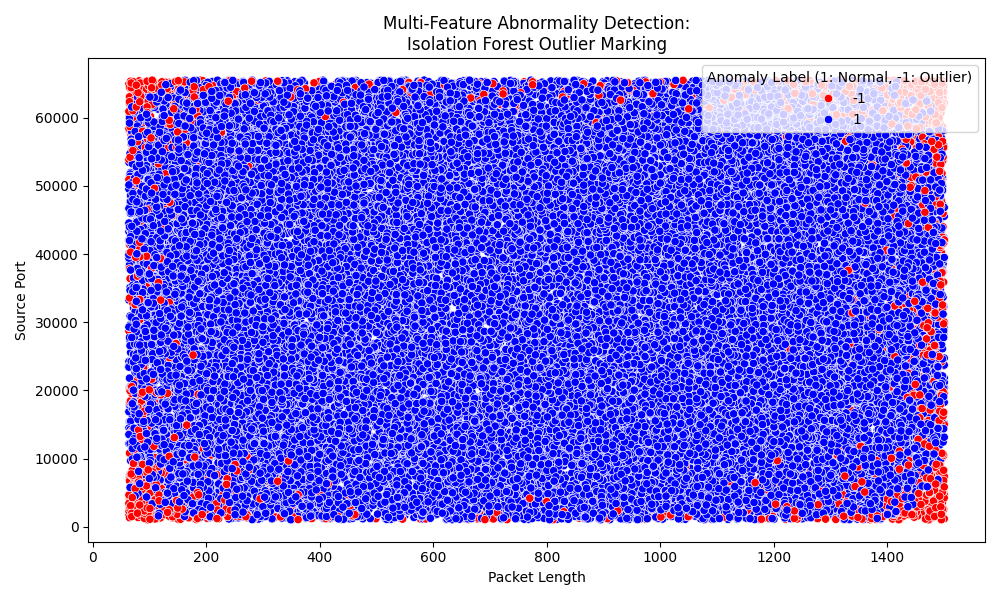 Multi-Feature Abnormality Detection:
Isolation Forest Outlier Marking
Anomaly Label (1: Normal, -1: Outlier)
-1
1
60000
50000
40000
30000
20000
10000
0
Source Port
0 200 400 600 800 1000 1200 1400
Packet Length